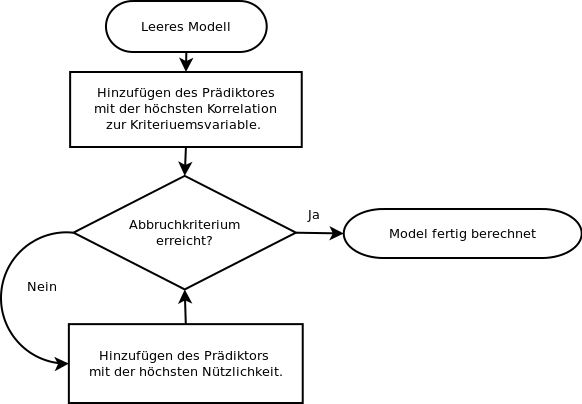 Leeres Modell
Hinzufügen des Prädiktores
mit der höchsten Korrelation
zur Kriteriuemsvariable.
Abbruchkriterium
erreicht?
Ja
Model fertig berechnet
Nein
Hinzufügen des Prädiktors
mit der höchsten Nützlichkeit.